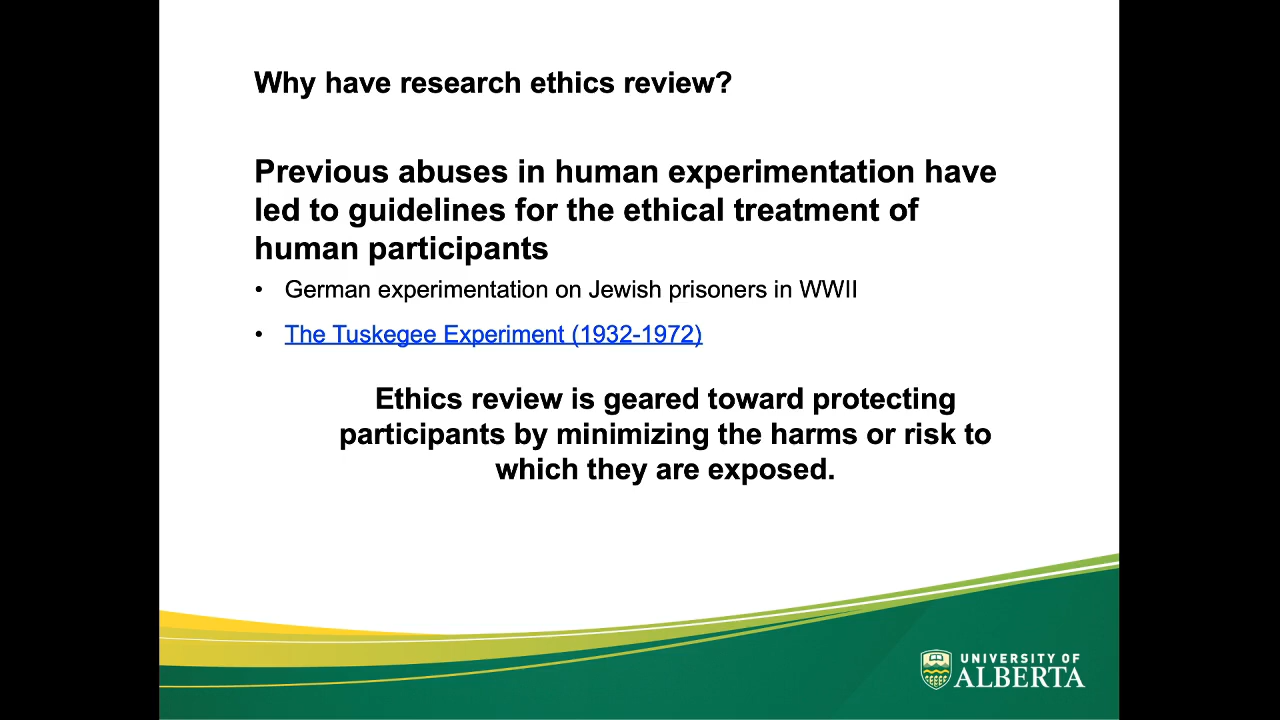 Why have research ethics review?
Previous abuses in human experimentation have
led to guidelines for the ethical treatment of
human participants
• German experimentation on Jewish prisoners in WWII
• The Tuskegee Experiment (1932-1972)
Ethics review is geared toward protecting
participants by minimizing the harms or risk to
which they are exposed.
UNIVERSITY OF
ALBERTA